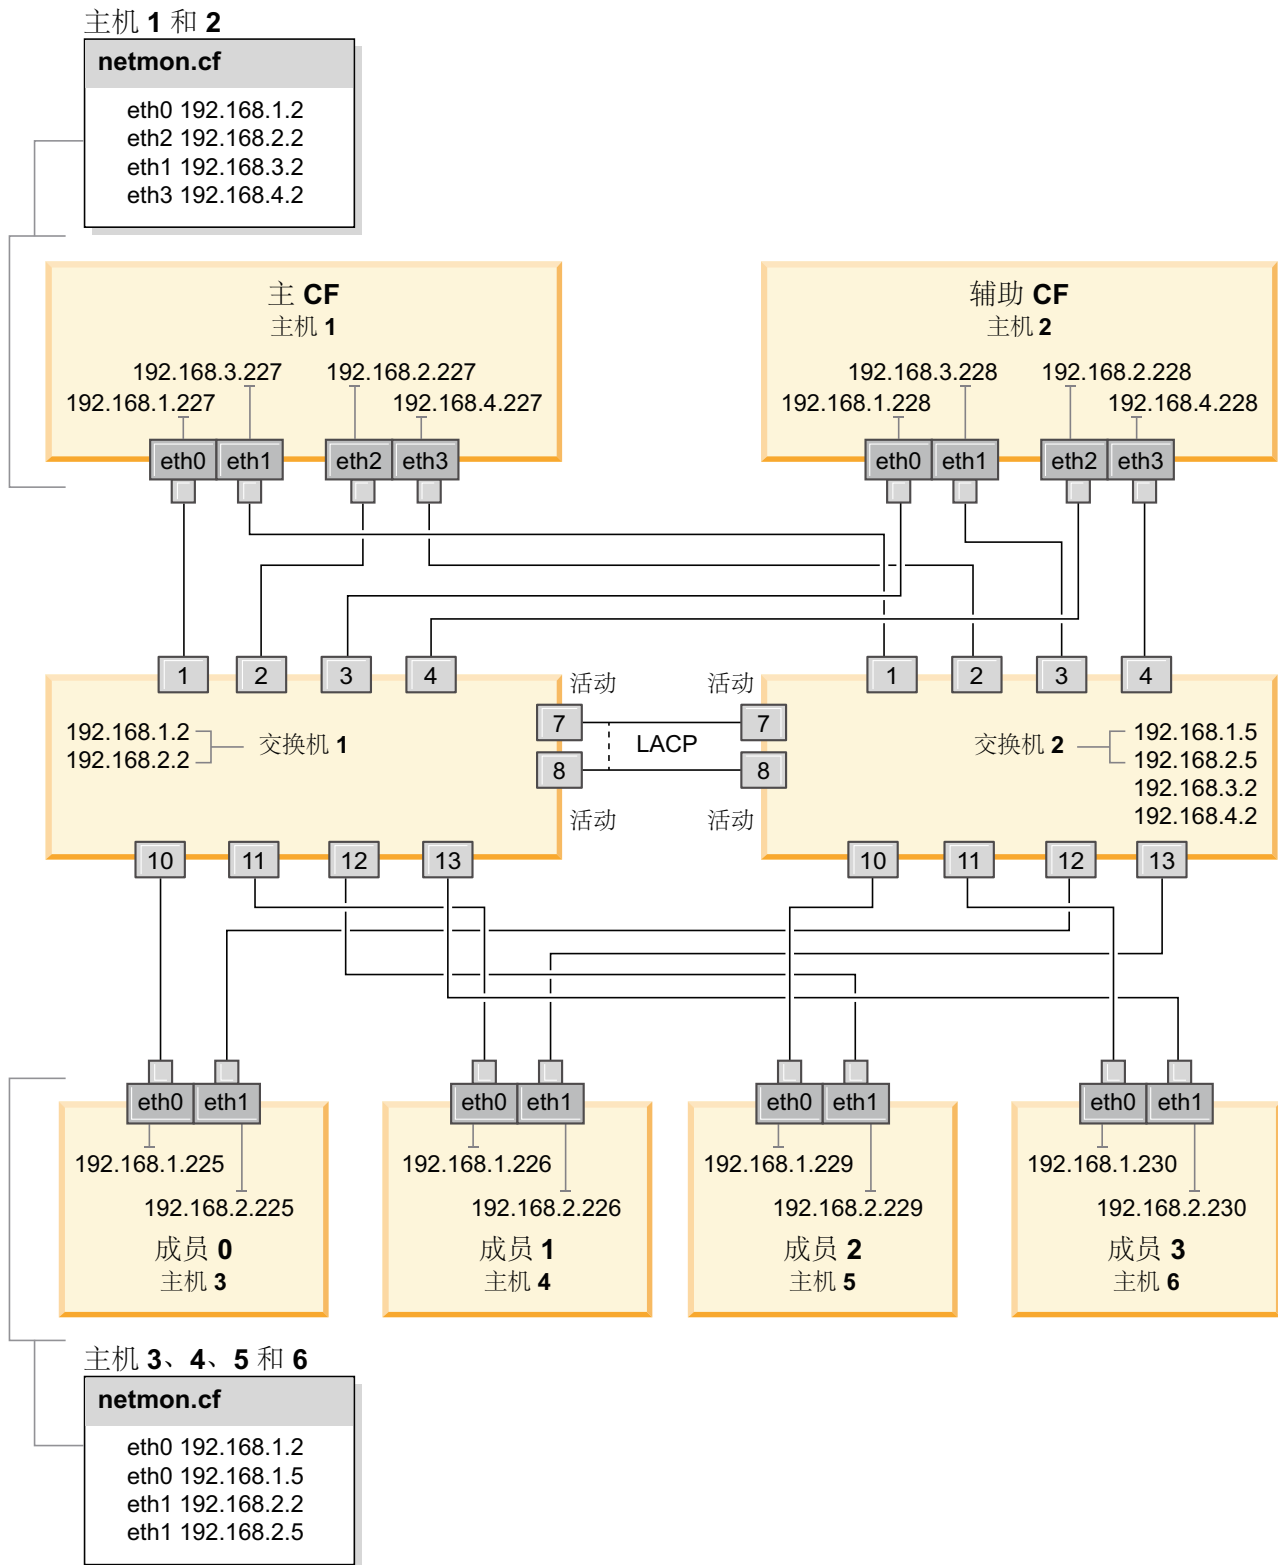 主机 1 和 2
netmon.cf
eth0 192.168.1.2
eth2 192.168.2.2
eth1 192.168.3.2
eth3 192.168.4.2
主 CF
主机 1
192.168.3.227 192.168.2.227
192.168.1.227 192.168.4.227
eth0 eth1 eth2 eth3
辅助 CF
主机 2
192.168.3.228 192.168.2.228
192.168.1.228 192.168.4.228
eth0 eth1 eth2 eth3
1 2 3 4
1 2 3 4
活动 活动
192.168.1.2
192.168.2.2
交换机 1
7 7
LACP
8 8
交换机 2
192.168.1.5
192.168.2.5
192.168.3.2
192.168.4.2
活动 活动
10 11 12 13
10 11 12 13
eth0 eth1
192.168.1.225
192.168.2.225
成员 0
主机 3
eth0 eth1
192.168.1.226
192.168.2.226
成员 1
主机 4
eth0 eth1
192.168.1.229
192.168.2.229
成员 2
主机 5
eth0 eth1
192.168.1.230
192.168.2.230
成员 3
主机 6
主机 3、4、5 和 6
netmon.cf
eth0 192.168.1.2
eth0 192.168.1.5
eth1 192.168.2.2
eth1 192.168.2.5